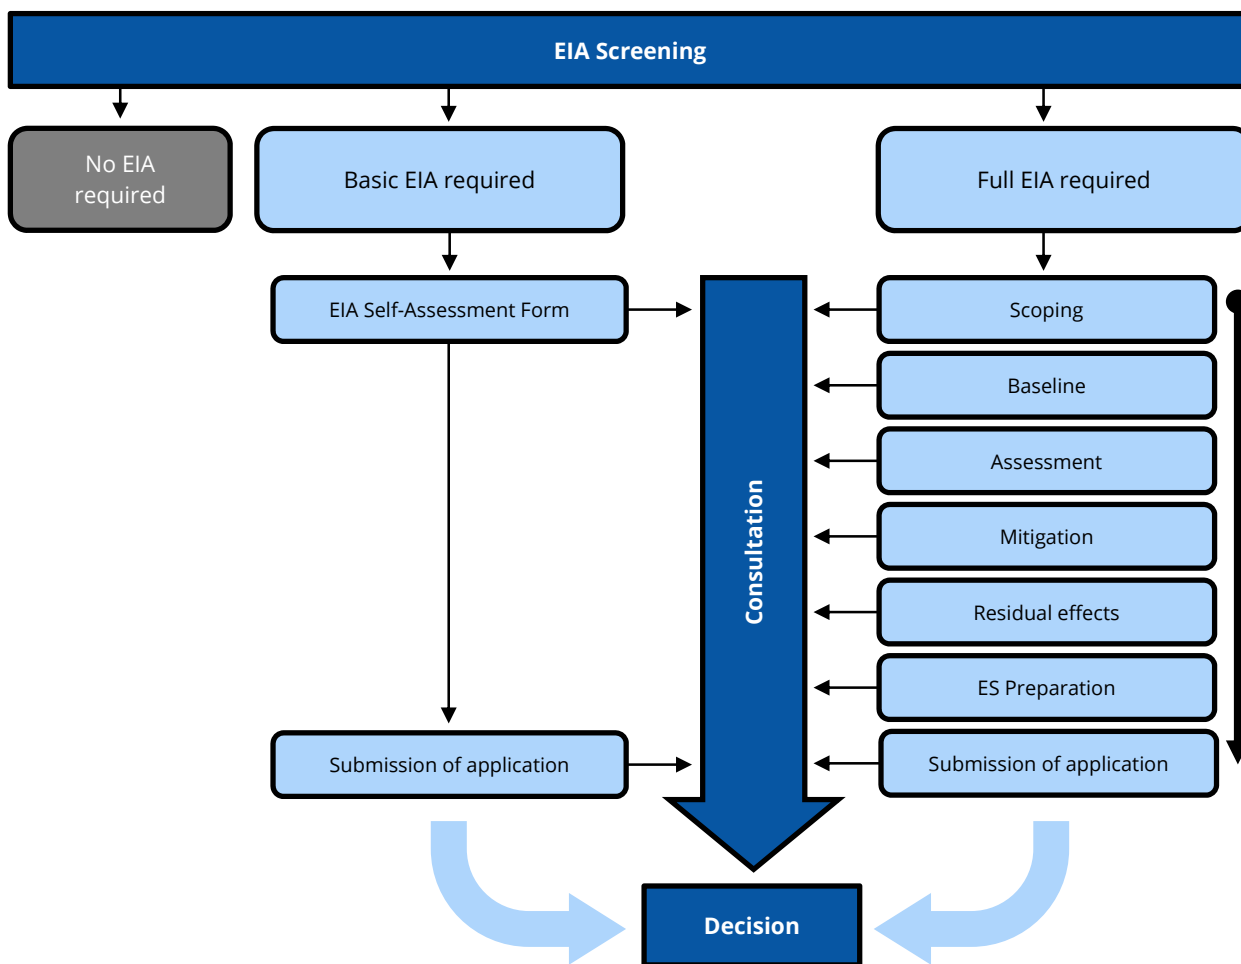 EIA Screening
No EIA
required
Basic EIA required
Full EIA required
EIA Self-Assessment Form
Scoping
Baseline
Assessment
Mitigation
Residual effects
ES Preparation
Consultation
Submission of application
Submission of application
Decision